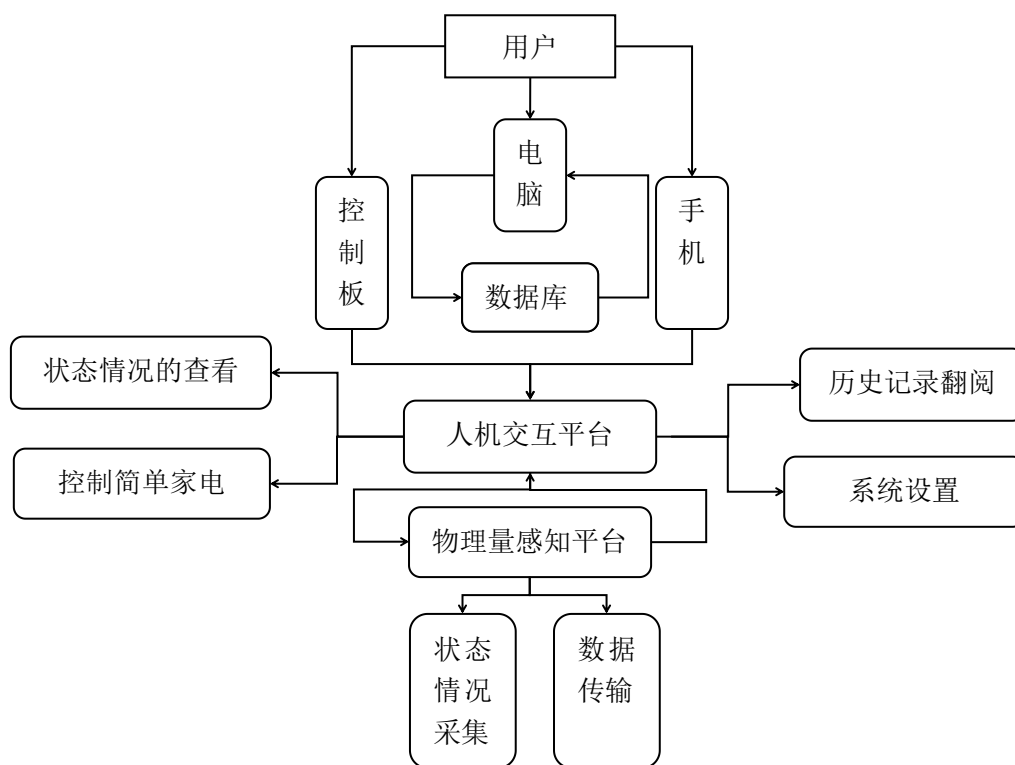 用户
电
脑
控
制
板
手
机
数据库
状态情况的查看
历史记录翻阅
人机交互平台
控制简单家电
系统设置
物理量感知平台
状态
情况
采集
数据
传输